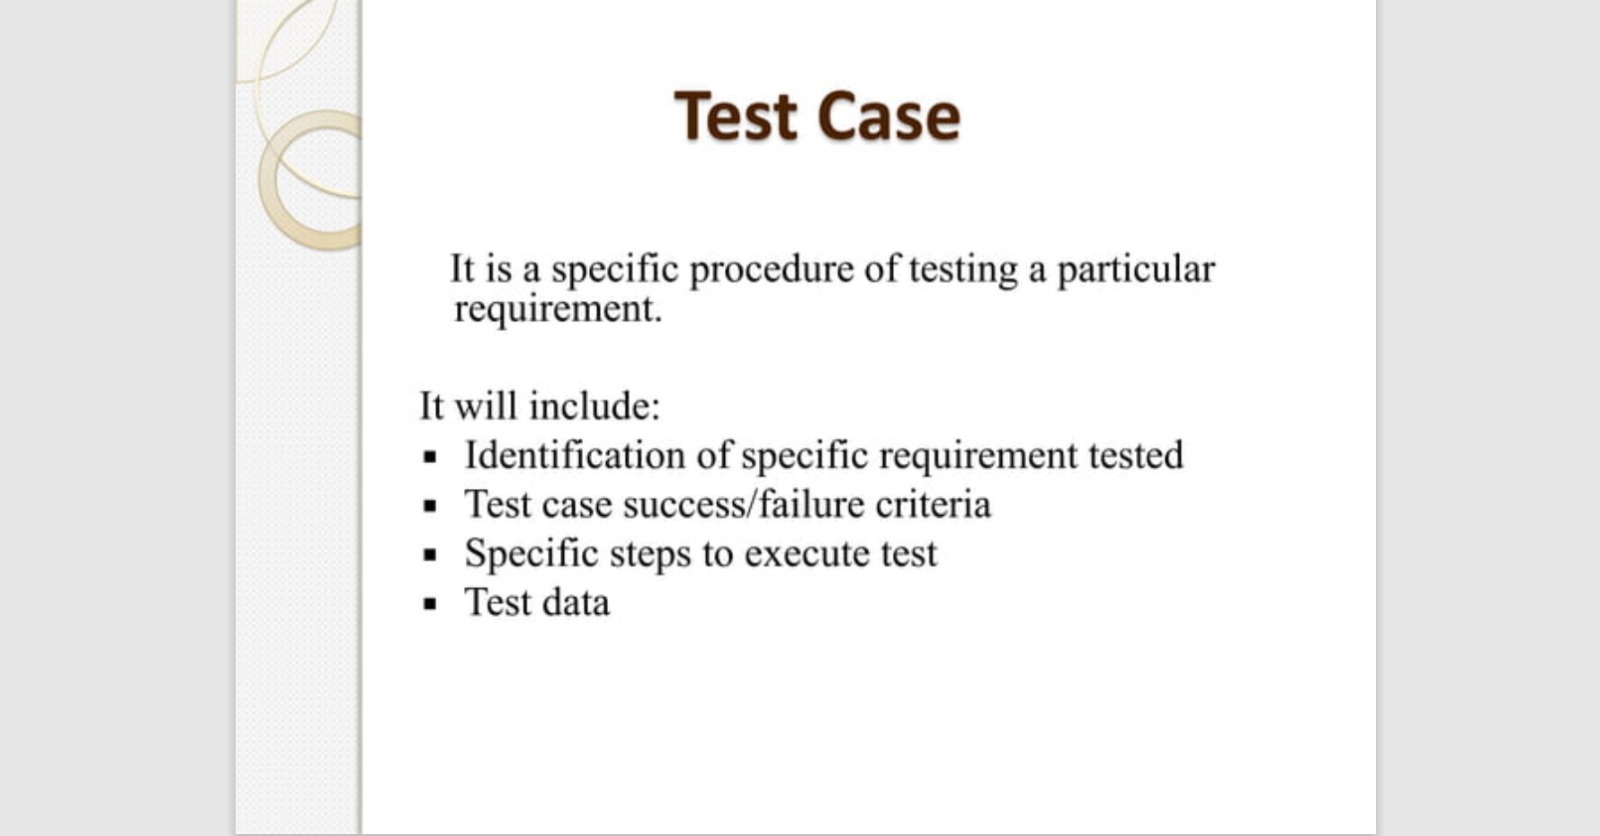 Test Case
It is a specific procedure of testing a particular
requirement.
It will include:
▪ Identification of specific requirement tested
▪ Test case success/failure criteria
▪ Specific steps to execute test
▪ Test data